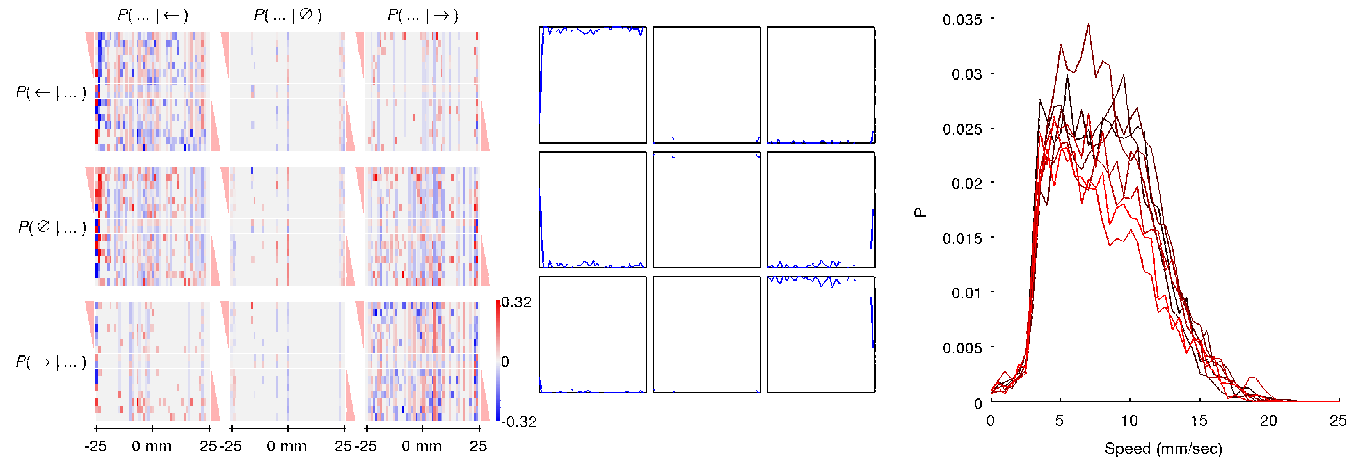 P( ... | ← ) P( ... | ∅ ) P( ... | → )
P( ← | ... )
P( ∅ | ... )
P( → | ... )
0.32
0
-0.32
-25 0 mm 25 -25 0 mm 25 -25 0 mm 25
0.035
0.03
0.025
0.02
0.015
0.01
0.005
0
P
0 5 10 15 20 25
Speed (mm/sec)